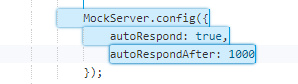 MockServer.config({
autoRespond: true,
autoRespondAfter: 1000
});